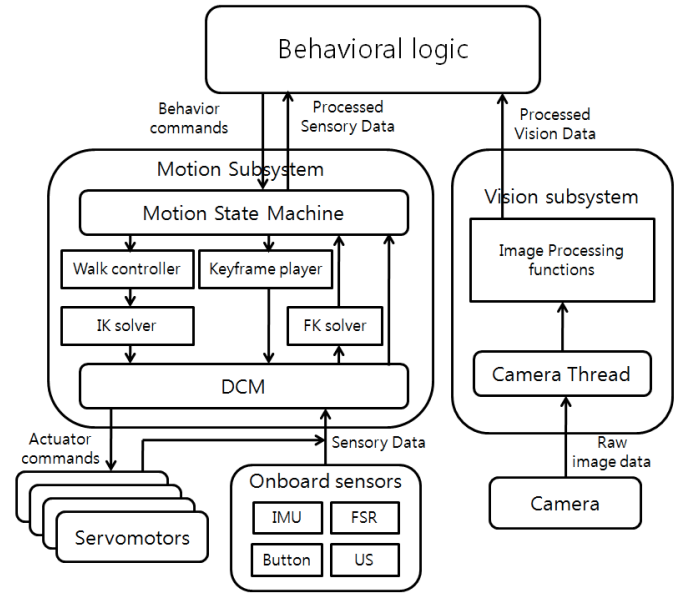 Behavioral logic
Behavior
commands
Processed
Sensory Data
Processed
Vision Data
Motion Subsystem
Motion State Machine
Walk controller
Keyframe player
IK solver
FK solver
DCM
Vision subsystem
Image Processing
functions
Camera Thread
Actuator
commands
Sensory Data
Raw
image data
Servomotors
Onboard sensors
IMU
FSR
Button
US
Camera